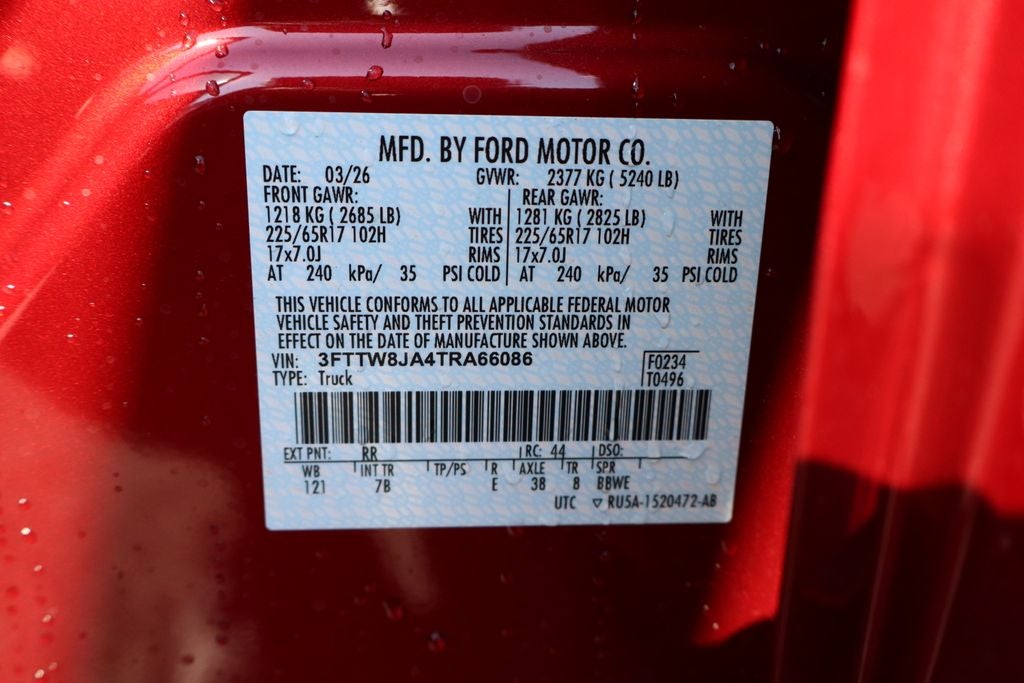 MFD. BY FORD MOTOR CO.
DATE: 03/26 GVWR: 2377 KG ( 5240 LB)
FRONT GAWR: REAR GAWR:
1218 KG ( 2685 LB) WITH 1281 KG ( 2825 LB) WITH
225/65R17 102H TIRES 225/65R17 102H TIRES
17x7.0J RIMS 17x7.0J RIMS
AT 240 kPa/ 35 PSI COLD AT 240 kPa/ 35 PSI COLD
THIS VEHICLE CONFORMS TO ALL APPLICABLE FEDERAL MOTOR
VEHICLE SAFETY AND THEFT PREVENTION STANDARDS IN
EFFECT ON THE DATE OF MANUFACTURE SHOWN ABOVE.
VIN: 3FTTW8JA4TRA66086 F0234
TYPE: Truck T0496
EXT PNT: RR RC: 44 DSO:
WB INT TR TP/PS R AXLE TR SPR
121 7B E 38 8 BBWE
UTC ▽ RU5A-1520472-AB